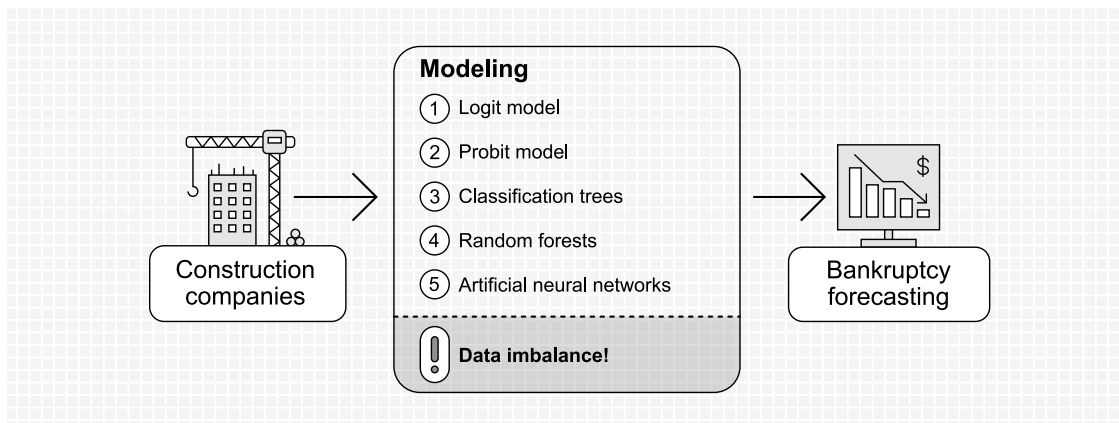 Construction
companies
Modeling
1 Logit model
2 Probit model
3 Classification trees
4 Random forests
5 Artificial neural networks
! Data imbalance!
$
Bankruptcy
forecasting